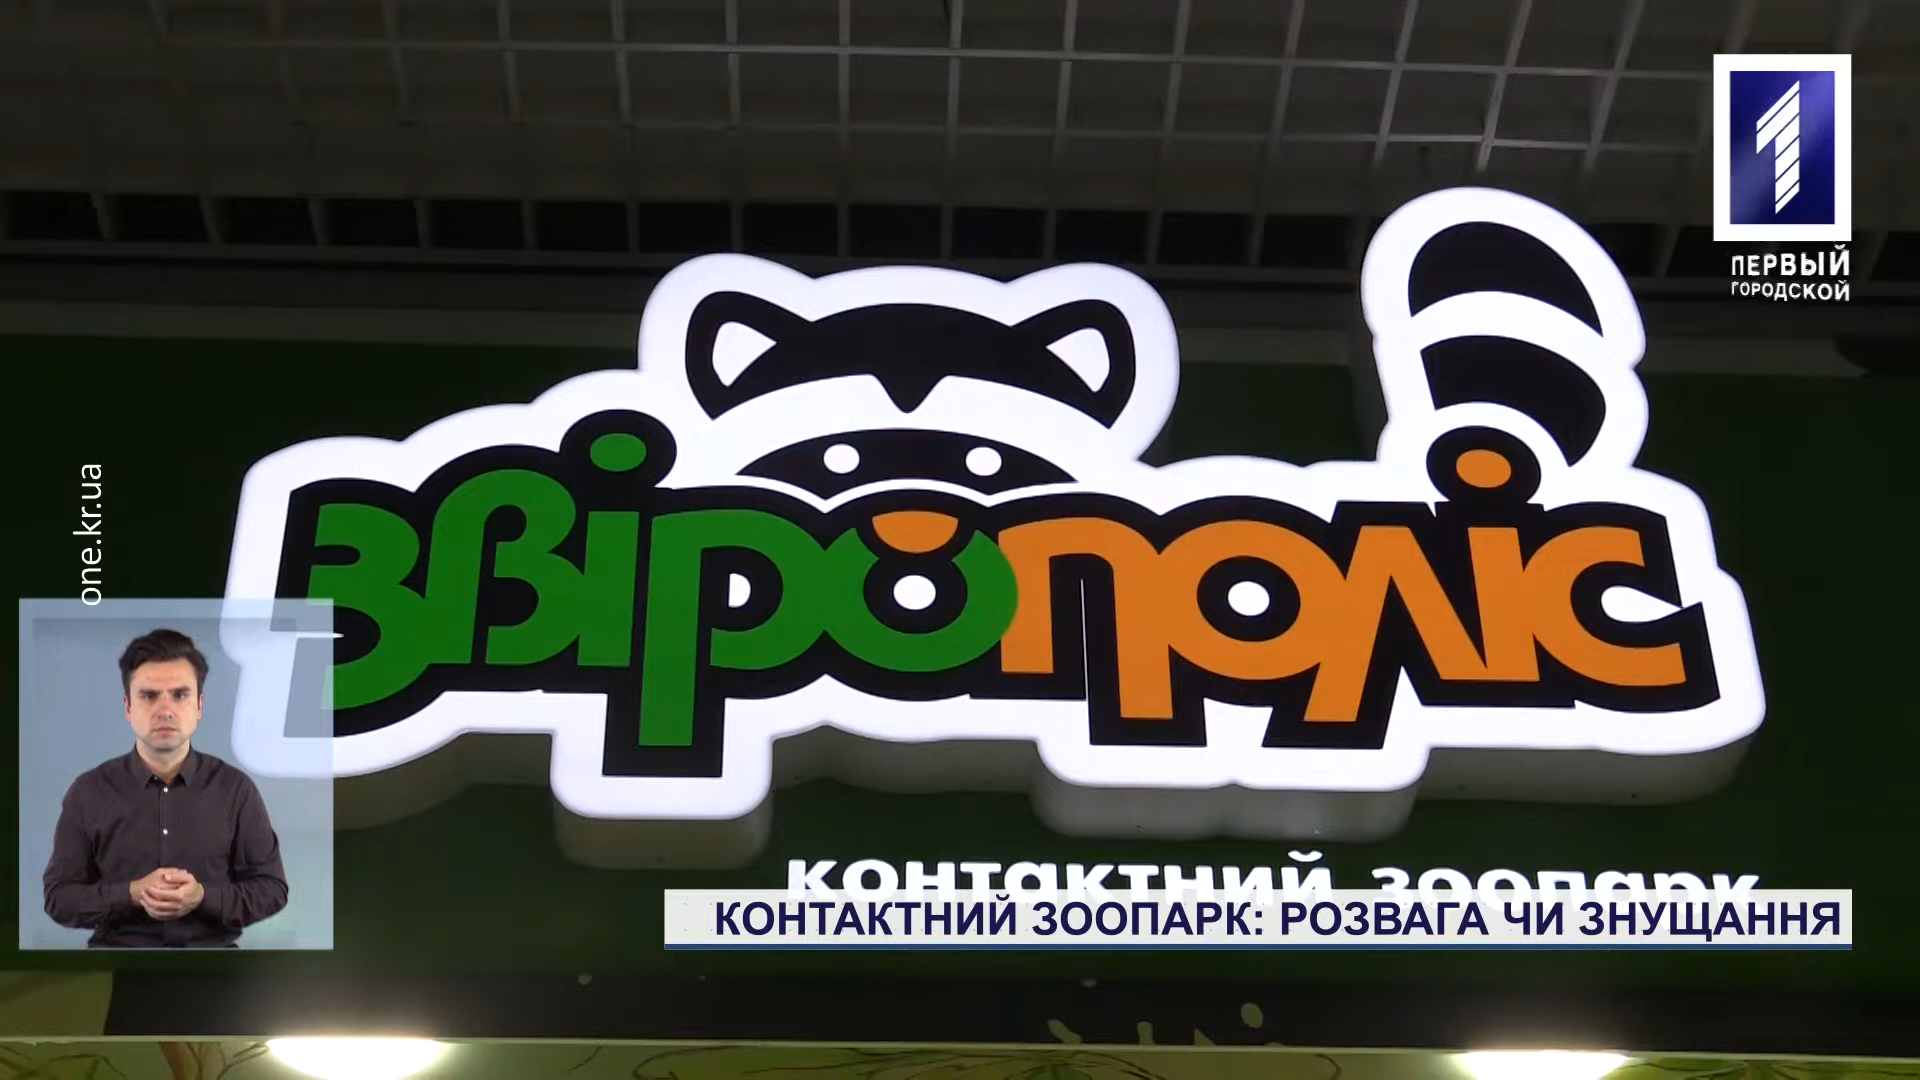 ПЕРВЫЙ
ГОРОДСКОЙ
one.kr.ua
звірополіс
контактний зоопарк
КОНТАКТНИЙ ЗООПАРК: РОЗВАГА ЧИ ЗНУЩАННЯ